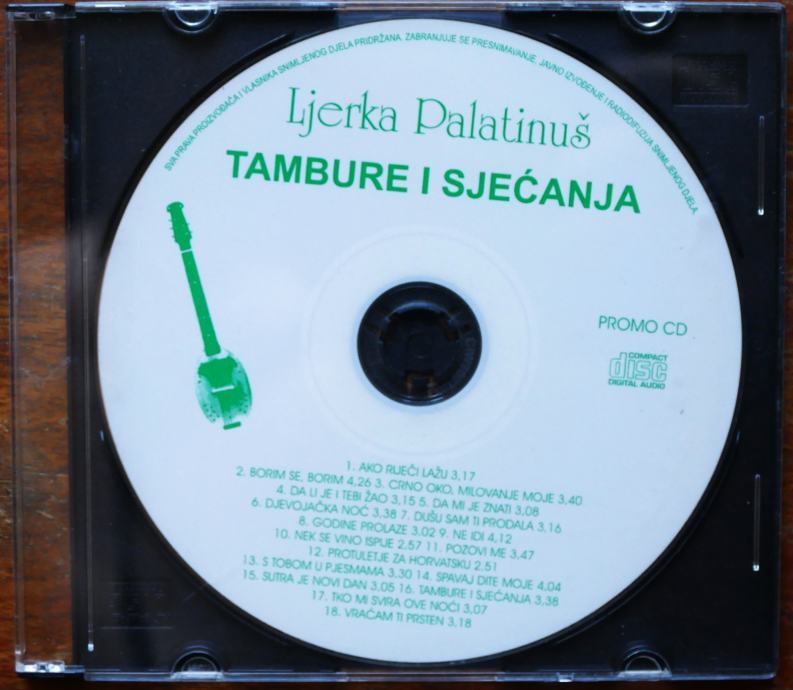 SVA PRAVA PROIZVOĐAČA I VLASNIKA SNIMLJENOG DJELA PRIDRŽANA. ZABRANJUJE SE PRESNIMAVANJE, JAVNO IZVOĐENJE I RADIODIFUZIJA SNIMLJENOG DJELA
Ljerka Palatinuš
TAMBURE I SJEĆANJA
PROMO CD
COMPACT
disc
DIGITAL AUDIO
1. AKO RIJEČI LAŽU 3,17
2. BORIM SE, BORIM 4,26 3. CRNO OKO, MILOVANJE MOJE 3,40
4. DA LI JE I TEBI ŽAO 3,15 5. DA MI JE ZNATI 3,08
6. DJEVOJAČKA NOĆ 3,38 7. DUŠU SAM TI PRODALA 3,16
8. GODINE PROLAZE 3.02 9. NE IDI 4,12
10. NEK SE VINO ISPIJE 2.57 11. POZOVI ME 3,47
12. PROTULETJE ZA HORVATSKU 2.51
13. S TOBOM U PJESMAMA 3,30 14. SPAVAJ DITE MOJE 4.04
15. SUTRA JE NOVI DAN 3.05 16. TAMBURE I SJEĆANJA 3,38
17. TKO MI SVIRA OVE NOĆI 3,07
18. VRAĆAM TI PRSTEN 3,18